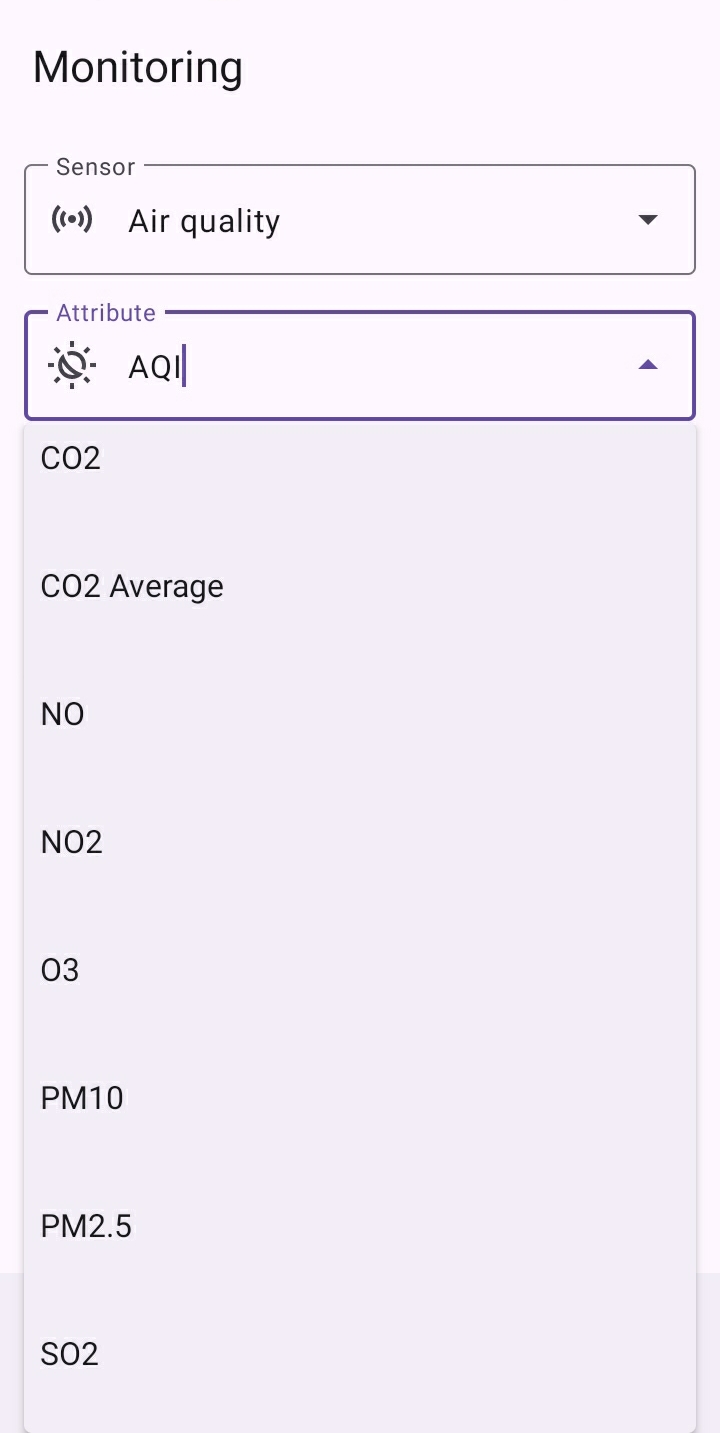 Monitoring
Sensor
Air quality
Attribute
AQI
CO2
CO2 Average
NO
NO2
O3
PM10
PM2.5
SO2